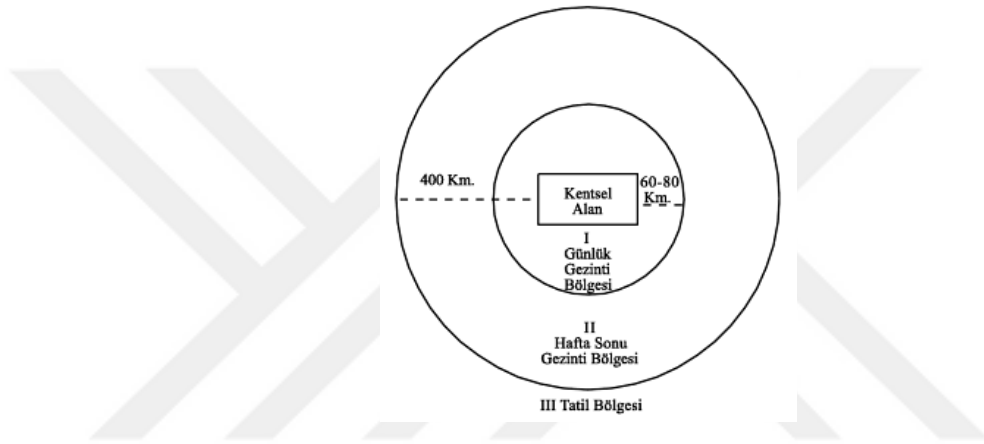 400 Km.
Kentsel
Alan
60-80
Km.
I
Günlük
Gezinti
Bölgesi
II
Hafta Sonu
Gezinti Bölgesi
III Tatil Bölgesi